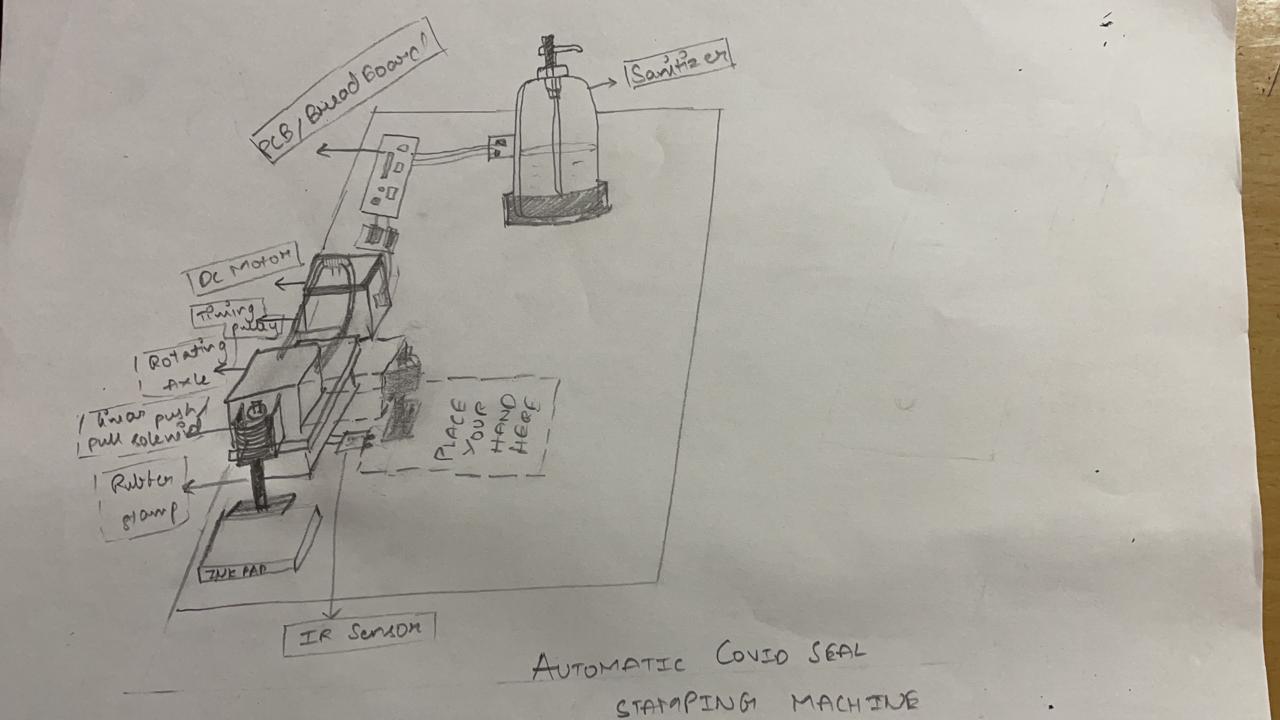 PCB/Bread Board
Sanitizer
DC Motor
Timing
pulley
Rotating
Axle
linear push/
pull solenoid
Rubber
stamp
PLACE
YOUR
HAND
HERE
INK PAD
IR Sensor
AUTOMATIC COVID SEAL
STAMPING MACHINE